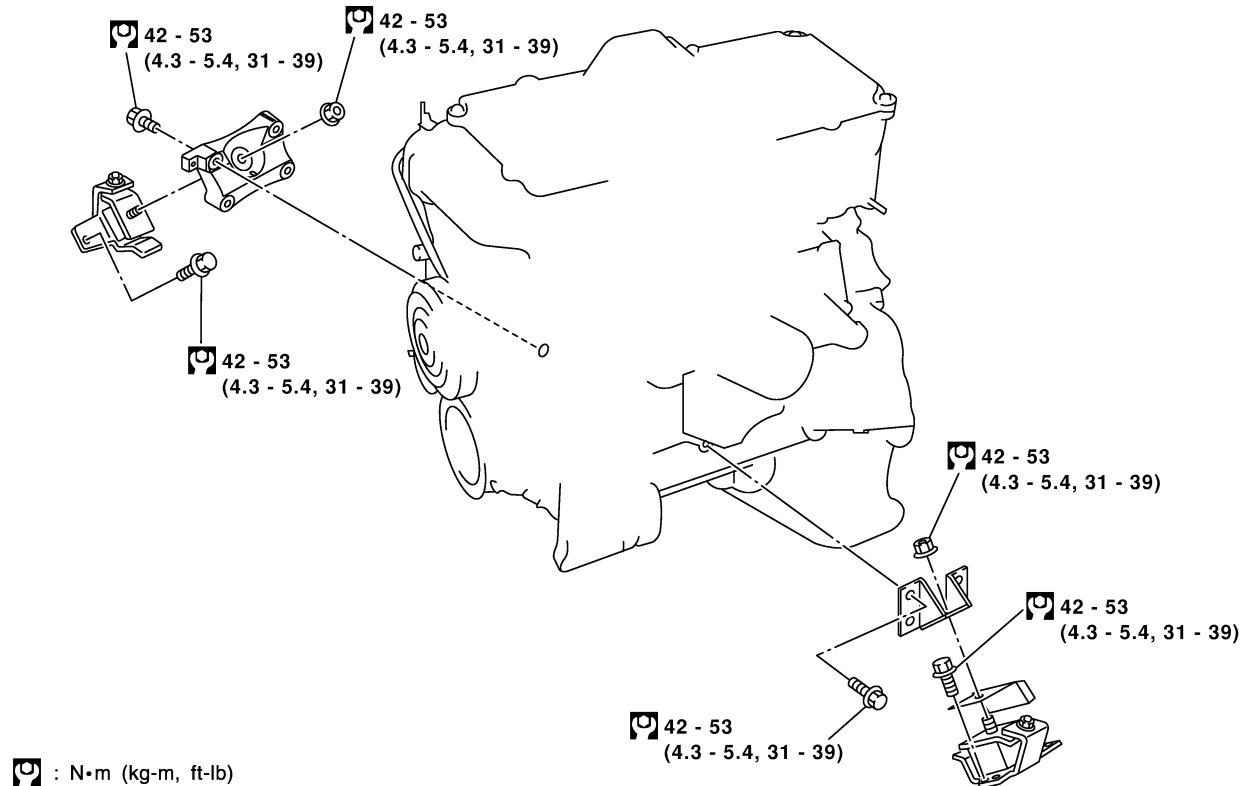 42 - 53
(4.3 - 5.4, 31 - 39)
42 - 53
(4.3 - 5.4, 31 - 39)
42 - 53
(4.3 - 5.4, 31 - 39)
42 - 53
(4.3 - 5.4, 31 - 39)
42 - 53
(4.3 - 5.4, 31 - 39)
42 - 53
(4.3 - 5.4, 31 - 39)
: N•m (kg-m, ft-lb)